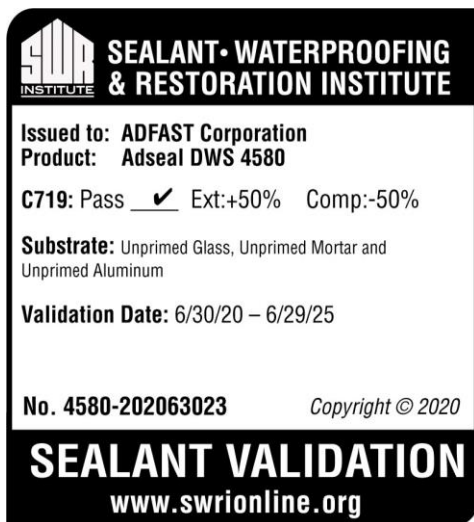 SWR
INSTITUTE
SEALANT• WATERPROOFING
& RESTORATION INSTITUTE
Issued to: ADFAST Corporation
Product: Adseal DWS 4580
C719: Pass ✔ Ext:+50% Comp:-50%
Substrate: Unprimed Glass, Unprimed Mortar and
Unprimed Aluminum
Validation Date: 6/30/20 – 6/29/25
No. 4580-202063023 Copyright © 2020
SEALANT VALIDATION
www.swrionline.org